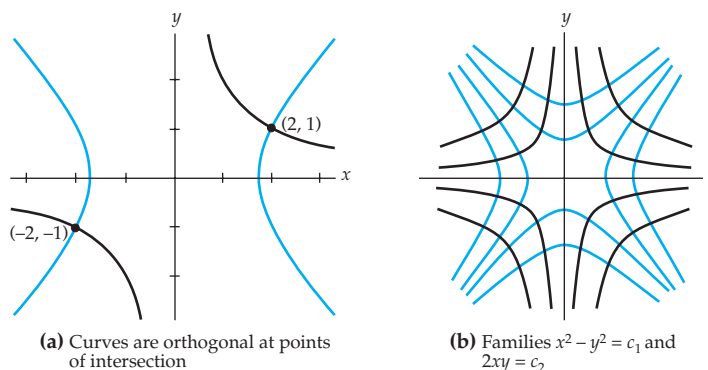 y
(2, 1)
x
(–2, –1)
(a) Curves are orthogonal at points
of intersection
y
x
(b) Families x² – y² = c₁ and
2xy = c₂